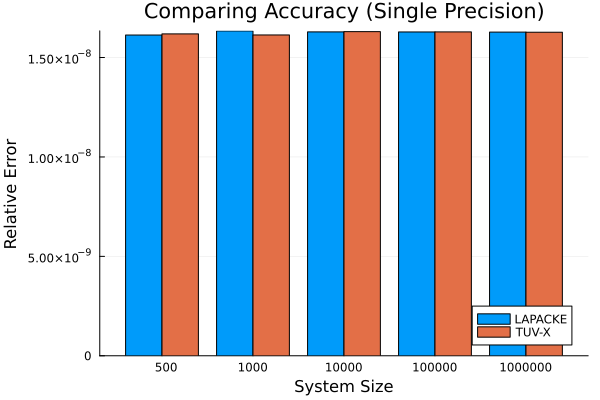 Comparing Accuracy (Single Precision)
Relative Error
1.50×10⁻⁸
1.00×10⁻⁸
5.00×10⁻⁹
0
500 1000 10000 100000 1000000
System Size
LAPACKE
TUV-X